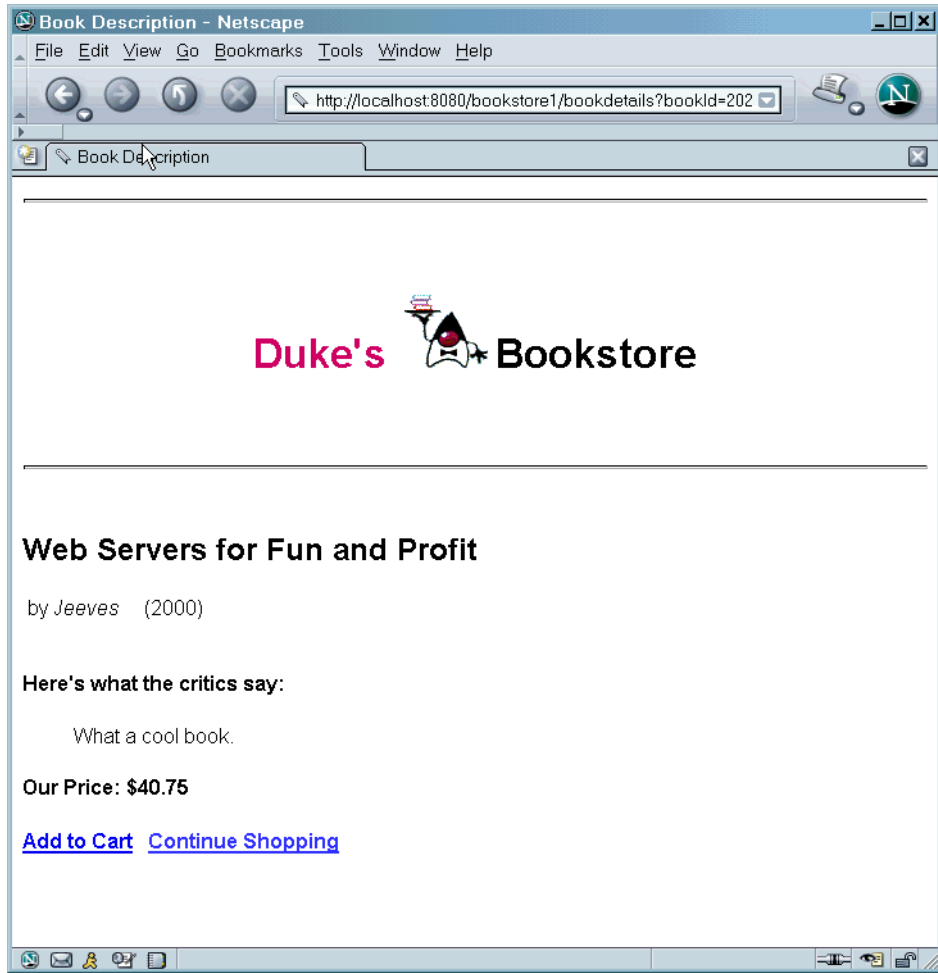 Book Description - Netscape
File Edit View Go Bookmarks Tools Window Help
http://localhost:8080/bookstore1/bookdetails?bookId=202
N
Book Description
Duke's Bookstore
Web Servers for Fun and Profit
by Jeeves (2000)
Here's what the critics say:
What a cool book.
Our Price: $40.75
Add to Cart Continue Shopping